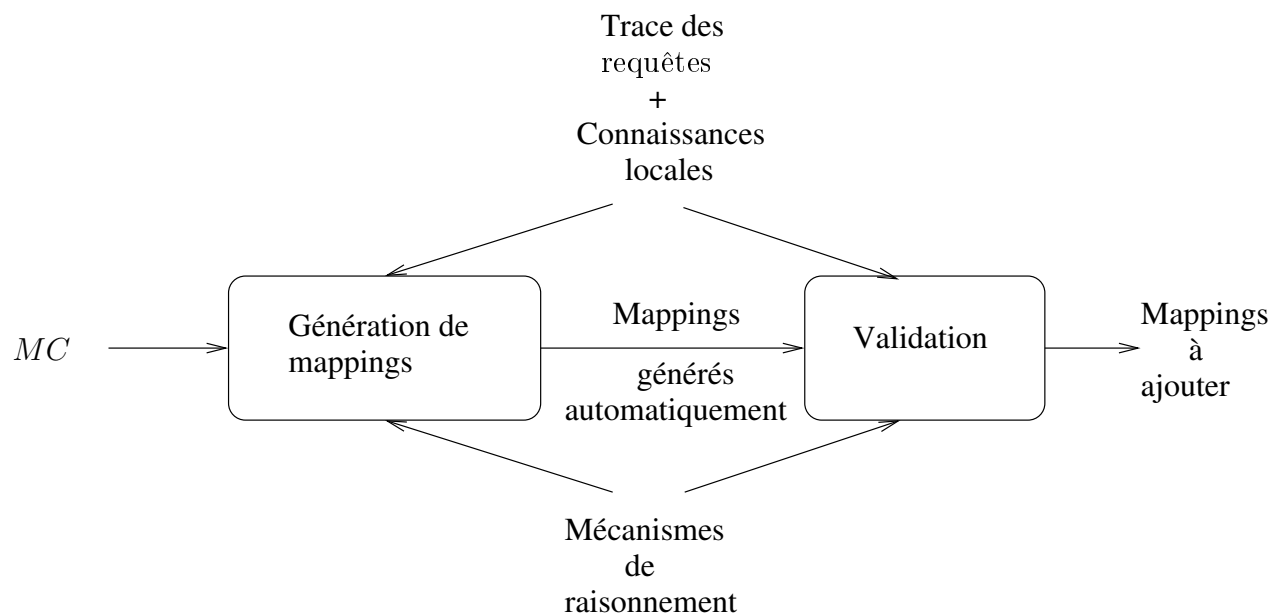 Trace des
requêtes
+
Connaissances
locales
MC
Génération de
mappings
Mappings
générés
automatiquement
Validation
Mappings
à
ajouter
Mécanismes
de
raisonnement